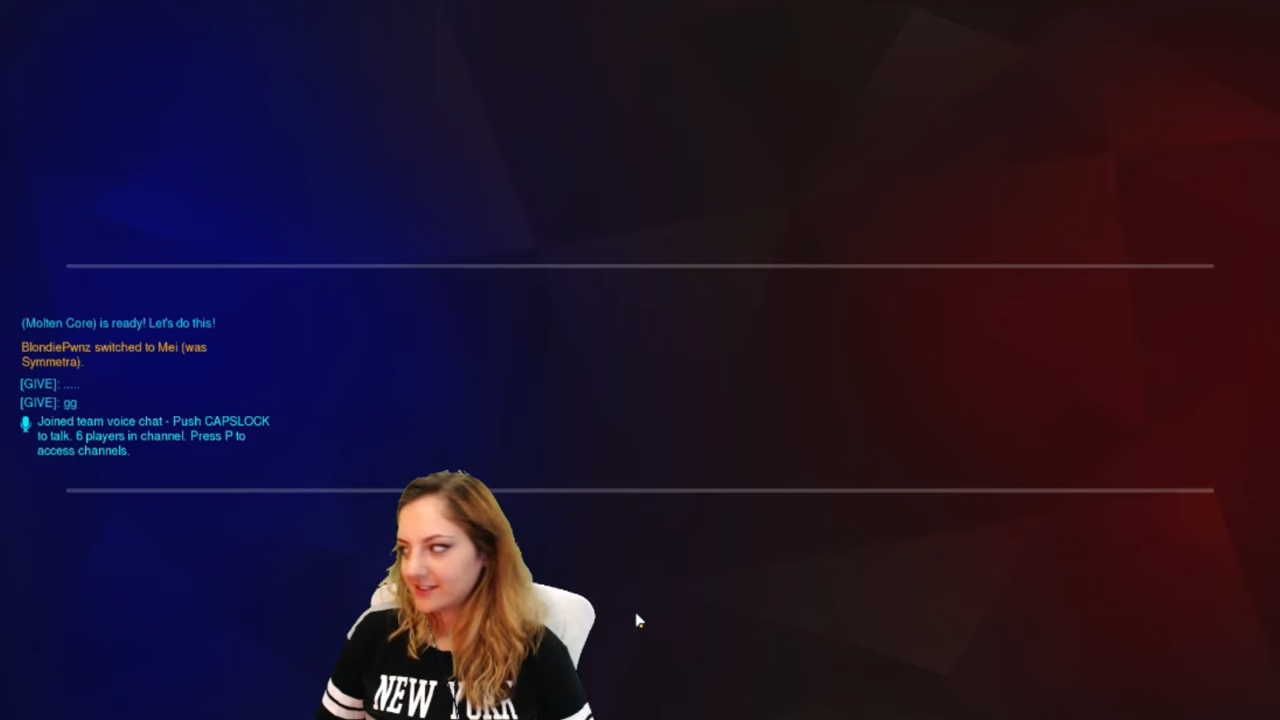 (Molten Core) is ready! Let's do this!
BlondiePwnz switched to Mei (was
Symmetra).
[GIVE]: .....
[GIVE]: gg
Joined team voice chat - Push CAPSLOCK
to talk. 6 players in channel. Press P to
access channels.
NEW YORK